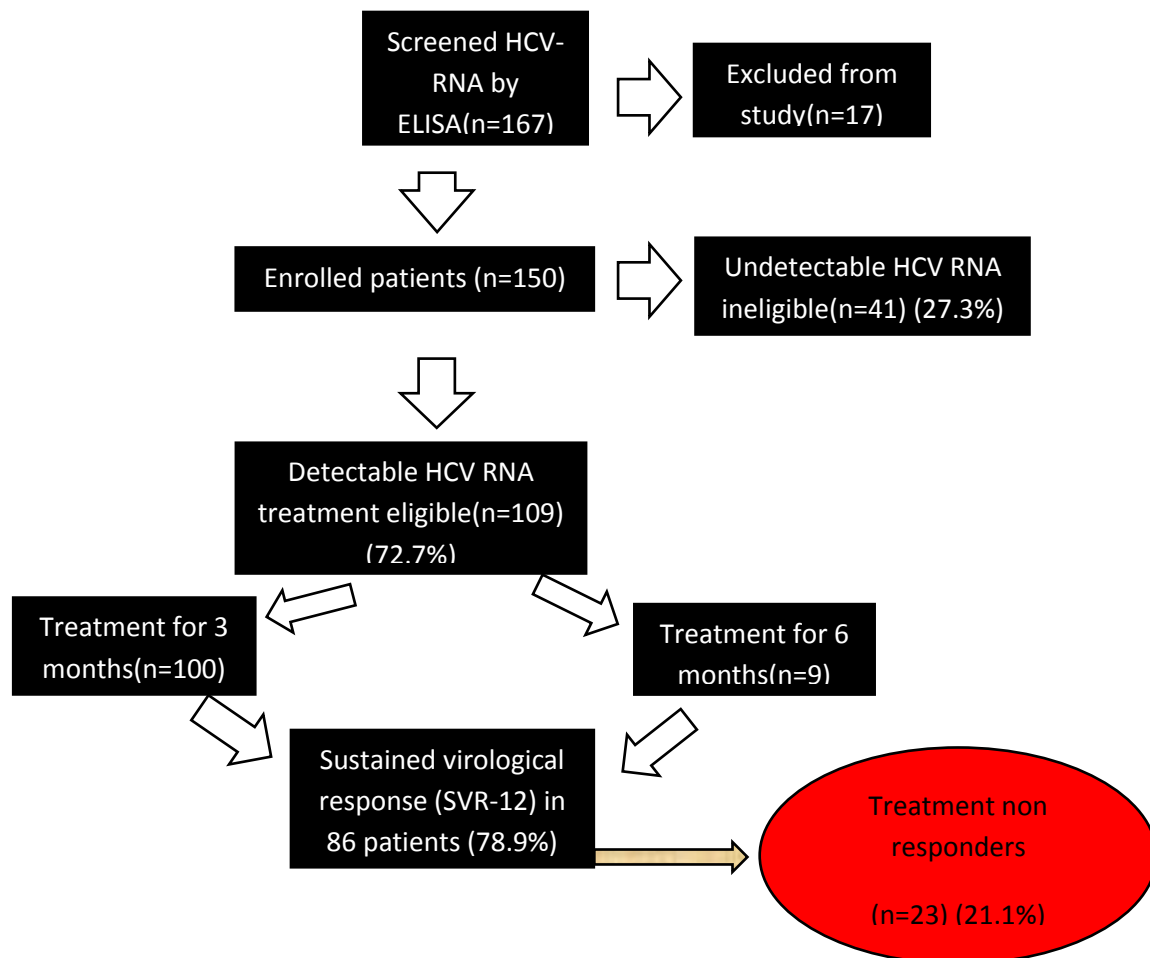 Screened HCV-
RNA by
ELISA(n=167)
Excluded from
study(n=17)
Enrolled patients (n=150)
Undetectable HCV RNA
ineligible(n=41) (27.3%)
Detectable HCV RNA
treatment eligible(n=109)
(72.7%)
Treatment for 3
months(n=100)
Treatment for 6
months(n=9)
Sustained virological
response (SVR-12) in
86 patients (78.9%)
Treatment non
responders
(n=23) (21.1%)